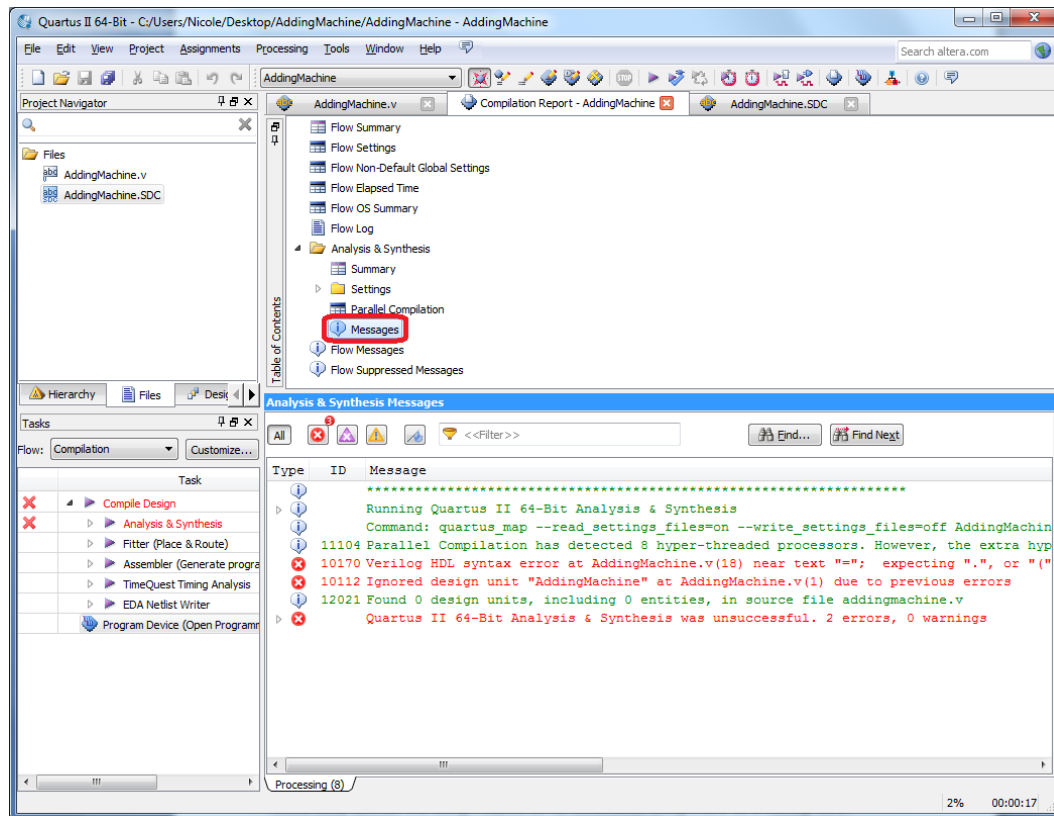 Quartus II 64-Bit - C:/Users/Nicole/Desktop/AddingMachine/AddingMachine - AddingMachine
File Edit View Project Assignments Processing Tools Window Help
Search altera.com
AddingMachine
Project Navigator
AddingMachine.v
Compilation Report - AddingMachine
AddingMachine.SDC
Files
AddingMachine.v
AddingMachine.SDC
Table of Contents
Flow Summary
Flow Settings
Flow Non-Default Global Settings
Flow Elapsed Time
Flow OS Summary
Flow Log
Analysis & Synthesis
Summary
Settings
Parallel Compilation
Messages
Flow Messages
Flow Suppressed Messages
Hierarchy
Files
Desig
Tasks
Flow: Compilation
Customize...
Task
Compile Design
Analysis & Synthesis
Fitter (Place & Route)
Assembler (Generate progra
TimeQuest Timing Analysis
EDA Netlist Writer
Program Device (Open Programm
Analysis & Synthesis Messages
All
3
<<Filter>>
Find...
Find Next
Type ID Message
*******************************************************************
Running Quartus II 64-Bit Analysis & Synthesis
Command: quartus_map --read_settings_files=on --write_settings_files=off AddingMachin
11104 Parallel Compilation has detected 8 hyper-threaded processors. However, the extra hyp
10170 Verilog HDL syntax error at AddingMachine.v(18) near text "="; expecting ".", or "("
10112 Ignored design unit "AddingMachine" at AddingMachine.v(1) due to previous errors
12021 Found 0 design units, including 0 entities, in source file addingmachine.v
Quartus II 64-Bit Analysis & Synthesis was unsuccessful. 2 errors, 0 warnings
Processing (8)
2% 00:00:17